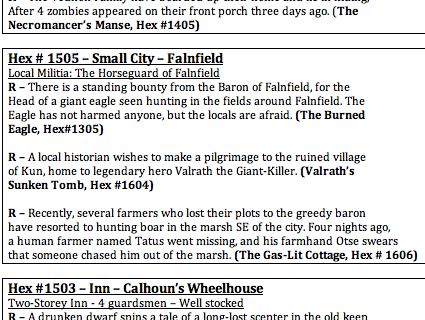 After 4 zombies appeared on their front porch three days ago. (The
Necromancer's Manse, Hex #1405)
Hex # 1505 – Small City – Falnfield
Local Militia: The Horseguard of Falnfield
R – There is a standing bounty from the Baron of Falnfield, for the
Head of a giant eagle seen hunting in the fields around Falnfield. The
Eagle has not harmed anyone, but the locals are afraid. (The Burned
Eagle, Hex#1305)
R – A local historian wishes to make a pilgrimage to the ruined village
of Kun, home to legendary hero Valrath the Giant-Killer. (Valrath's
Sunken Tomb, Hex #1604)
R – Recently, several farmers who lost their plots to the greedy baron
have resorted to hunting boar in the marsh SE of the city. Four nights ago,
a human farmer named Tatus went missing, and his farmhand Otse swears
that someone chased him out of the marsh. (The Gas-Lit Cottage, Hex # 1606)
Hex #1503 – Inn – Calhoun's Wheelhouse
Two-Storey Inn - 4 guardsmen – Well stocked
R – A drunken dwarf spins a tale of a long-lost scepter in the old keep